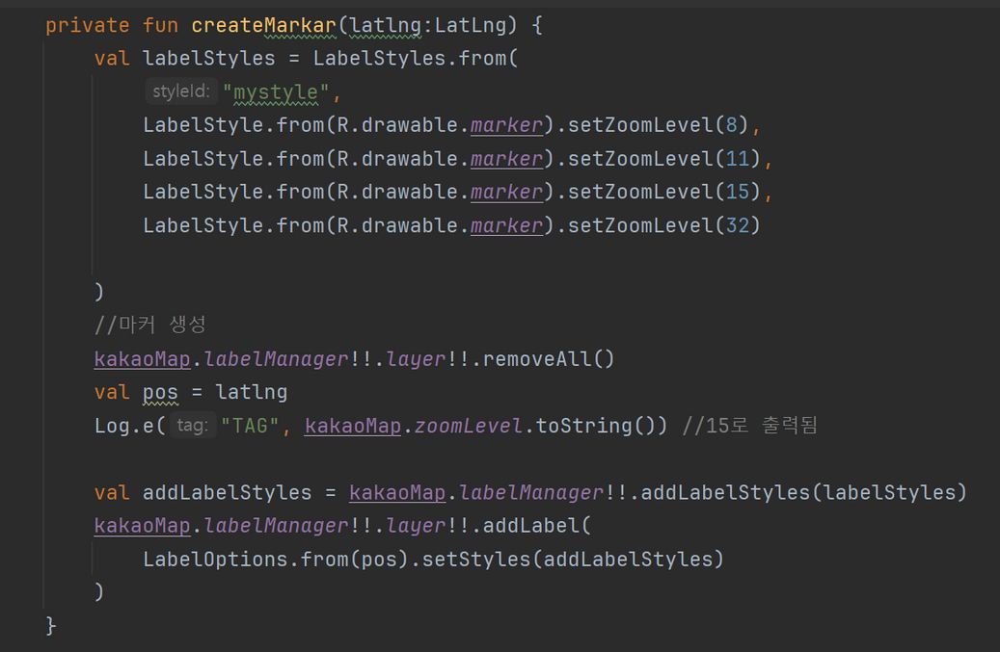 private fun createMarkar(latlng:LatLng) {
val labelStyles = LabelStyles.from(
styleId: "mystyle",
LabelStyle.from(R.drawable.marker).setZoomLevel(8),
LabelStyle.from(R.drawable.marker).setZoomLevel(11),
LabelStyle.from(R.drawable.marker).setZoomLevel(15),
LabelStyle.from(R.drawable.marker).setZoomLevel(32)
)
//마커 생성
kakaoMap.labelManager!!.layer!!.removeAll()
val pos = latlng
Log.e( tag: "TAG", kakaoMap.zoomLevel.toString()) //15로 출력됨
val addLabelStyles = kakaoMap.labelManager!!.addLabelStyles(labelStyles)
kakaoMap.labelManager!!.layer!!.addLabel(
LabelOptions.from(pos).setStyles(addLabelStyles)
)
}